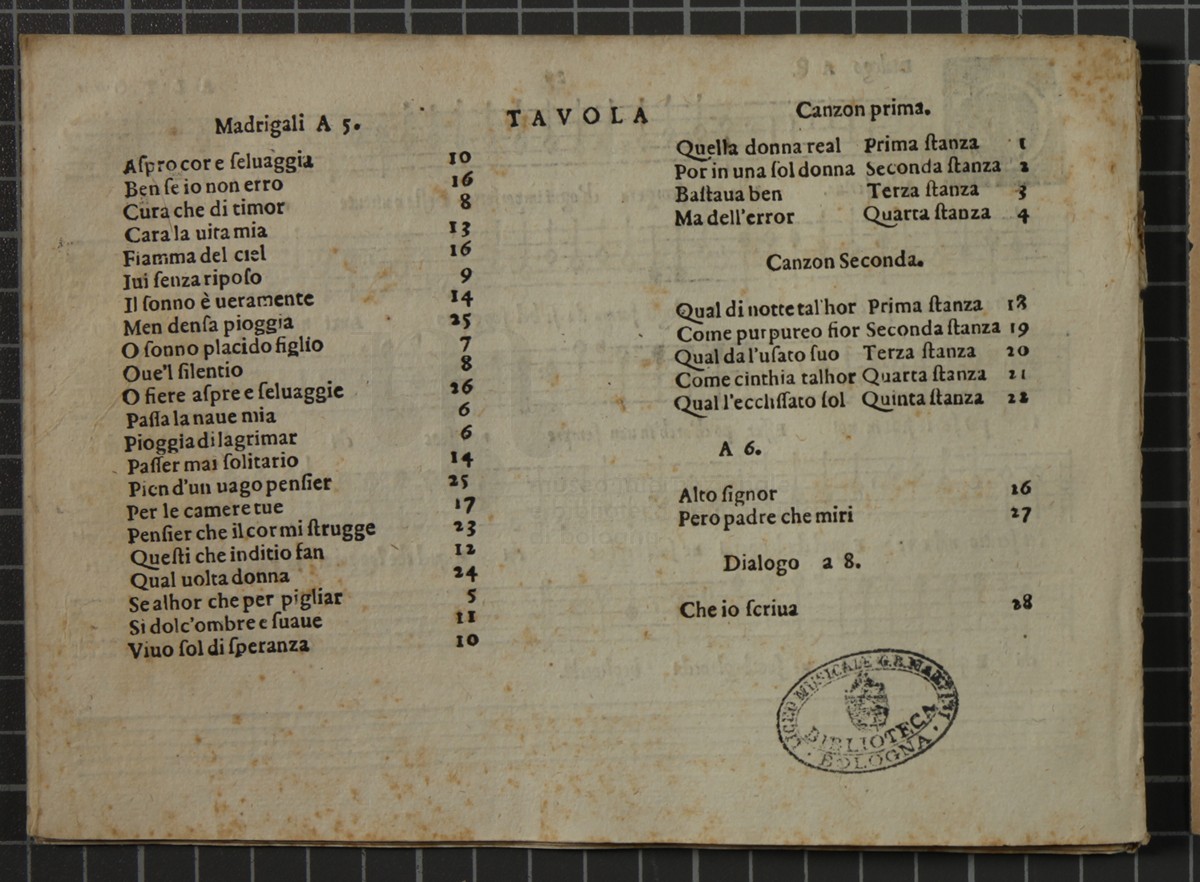 TAVOLA
Madrigali A 5.
Aſpro cor e ſeluaggia 10
Ben ſe io non erro 16
Cura che di timor 8
Cara la uita mia 13
Fiamma del ciel 16
Iui ſenza ripoſo 9
Il ſonno è ueramente 14
Men denſa pioggia 25
O ſonno placido figlio 7
Oue'l ſilentio 8
O fiere aſpre e ſeluaggie 26
Paſſa la naue mia 6
Pioggia di lagrimar 6
Paſſer mai ſolitario 14
Pien d'un uago penſier 25
Per le camere tue 17
Penſier che il cor mi ſtrugge 23
Queſti che inditio fan 12
Qual uolta donna 24
Se alhor che per pigliar 5
Si dolc'ombre e ſuaue 11
Viuo ſol di ſperanza 10
Canzon prima.
Quella donna real Prima ſtanza 1
Por in una ſol donna Seconda ſtanza 2
Baſtaua ben Terza ſtanza 3
Ma dell'error Quarta ſtanza 4
Canzon Seconda.
Qual di notte tal'hor Prima ſtanza 18
Come purpureo fior Seconda ſtanza 19
Qual da l'uſato ſuo Terza ſtanza 20
Come cinthia talhor Quarta ſtanza 21
Qual l'eccliſſato ſol Quinta ſtanza 22
A 6.
Alto ſignor 26
Pero padre che miri 27
Dialogo a 8.
Che io ſcriua 28
LICEO MUSICALE G.B. MARTINI
BIBLIOTECA
BOLOGNA